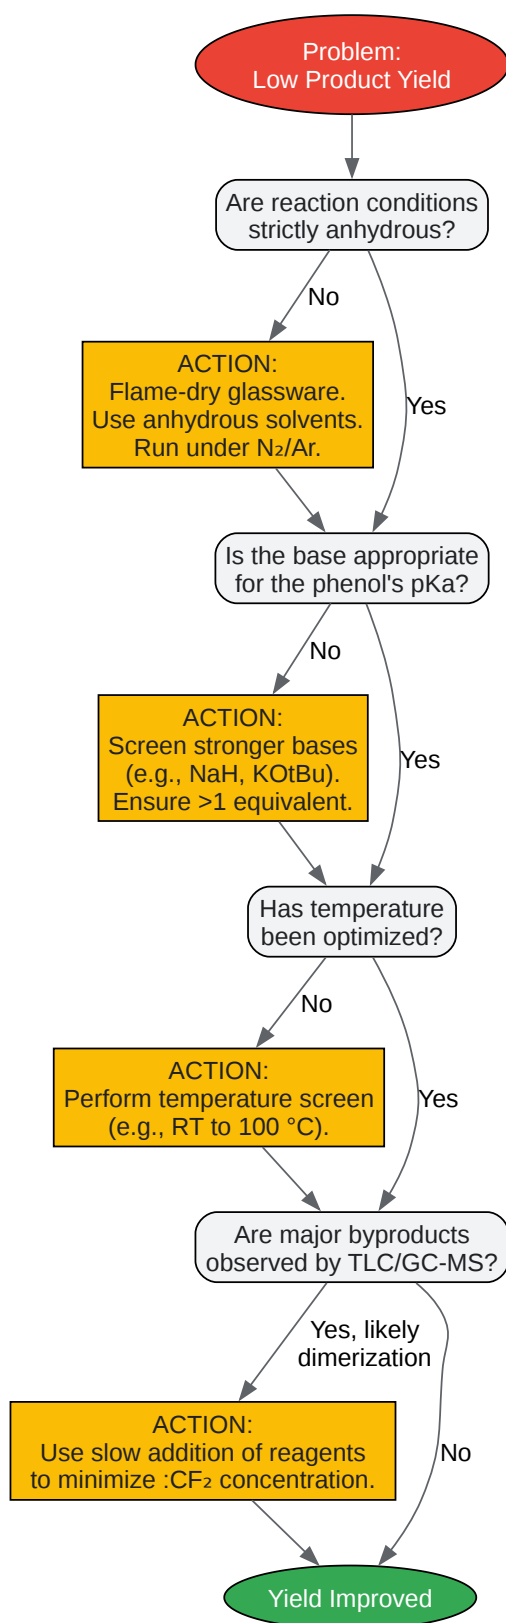 Problem:
Low Product Yield
Are reaction conditions
strictly anhydrous?
No
Yes
ACTION:
Flame-dry glassware.
Use anhydrous solvents.
Run under N₂/Ar.
Is the base appropriate
for the phenol's pKa?
No
Yes
ACTION:
Screen stronger bases
(e.g., NaH, KOtBu).
Ensure >1 equivalent.
Has temperature
been optimized?
No
Yes
ACTION:
Perform temperature screen
(e.g., RT to 100 °C).
Are major byproducts
observed by TLC/GC-MS?
Yes, likely
dimerization
No
ACTION:
Use slow addition of reagents
to minimize :CF₂ concentration.
Yield Improved